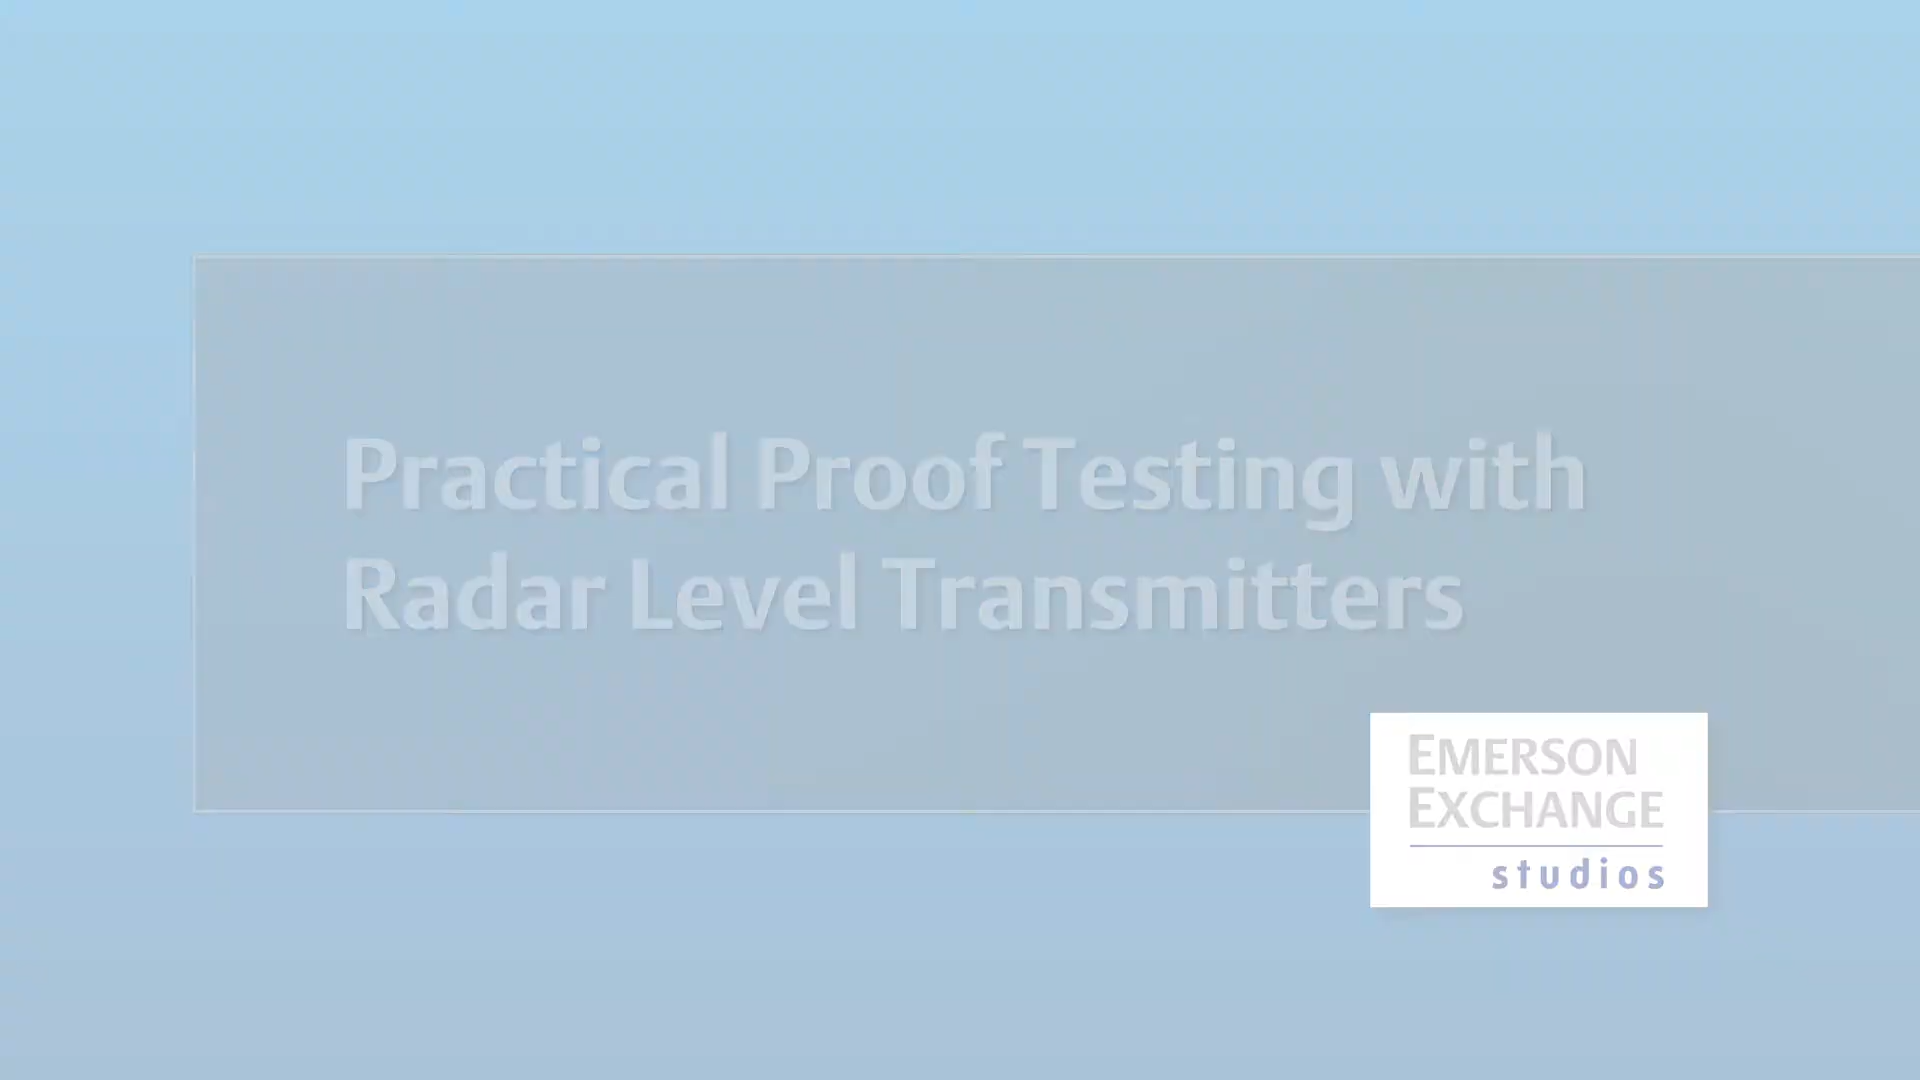 Practical Proof Testing with
Radar Level Transmitters
EMERSON
EXCHANGE
studios